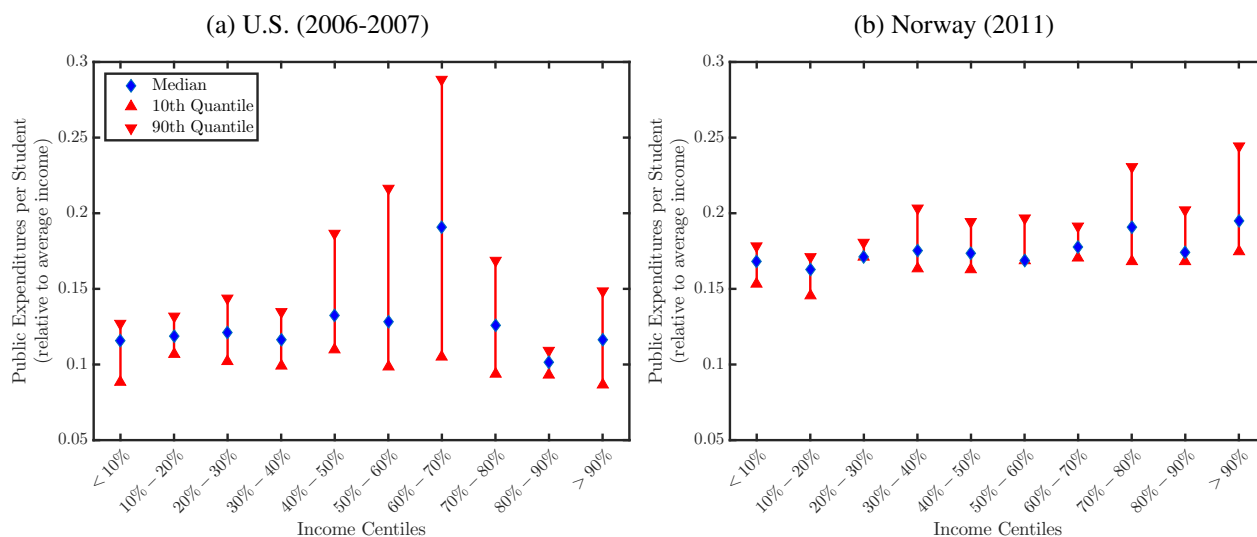 (a) U.S. (2006-2007)
0.3
0.25
0.2
0.15
0.1
0.05
Public Expenditures per Student
(relative to average income)
Median
10th Quantile
90th Quantile
< 10%
10% − 20%
20% − 30%
30% − 40%
40% − 50%
50% − 60%
60% − 70%
70% − 80%
80% − 90%
> 90%
Income Centiles
(b) Norway (2011)
0.3
0.25
0.2
0.15
0.1
0.05
Public Expenditures per Student
(relative to average income)
< 10%
10% − 20%
20% − 30%
30% − 40%
40% − 50%
50% − 60%
60% − 70%
70% − 80%
80% − 90%
> 90%
Income Centiles